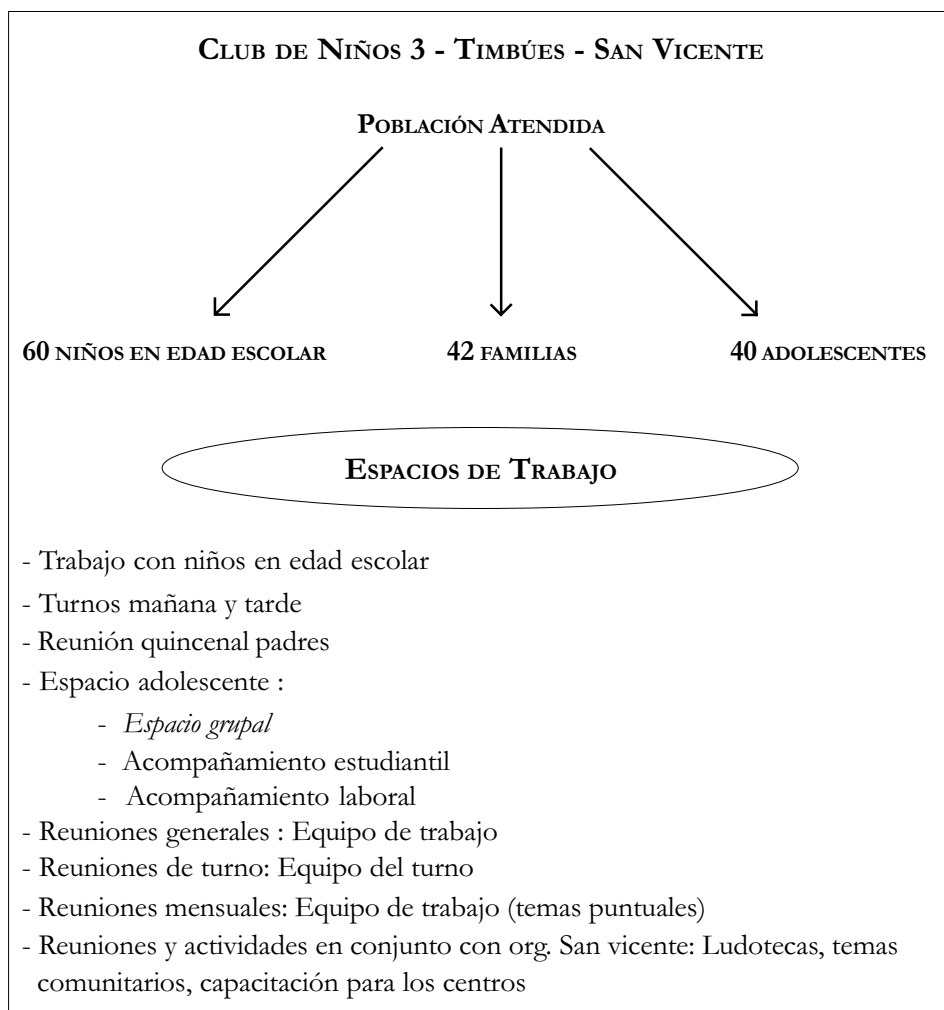 Club de Niños 3 - Timbúes - San Vicente
Población Atendida
60 niños en edad escolar
42 familias
40 adolescentes
Espacios de Trabajo
- Trabajo con niños en edad escolar
- Turnos mañana y tarde
- Reunión quincenal padres
- Espacio adolescente :
- Espacio grupal
- Acompañamiento estudiantil
- Acompañamiento laboral
- Reuniones generales : Equipo de trabajo
- Reuniones de turno: Equipo del turno
- Reuniones mensuales: Equipo de trabajo (temas puntuales)
- Reuniones y actividades en conjunto con org. San vicente: Ludotecas, temas
comunitarios, capacitación para los centros